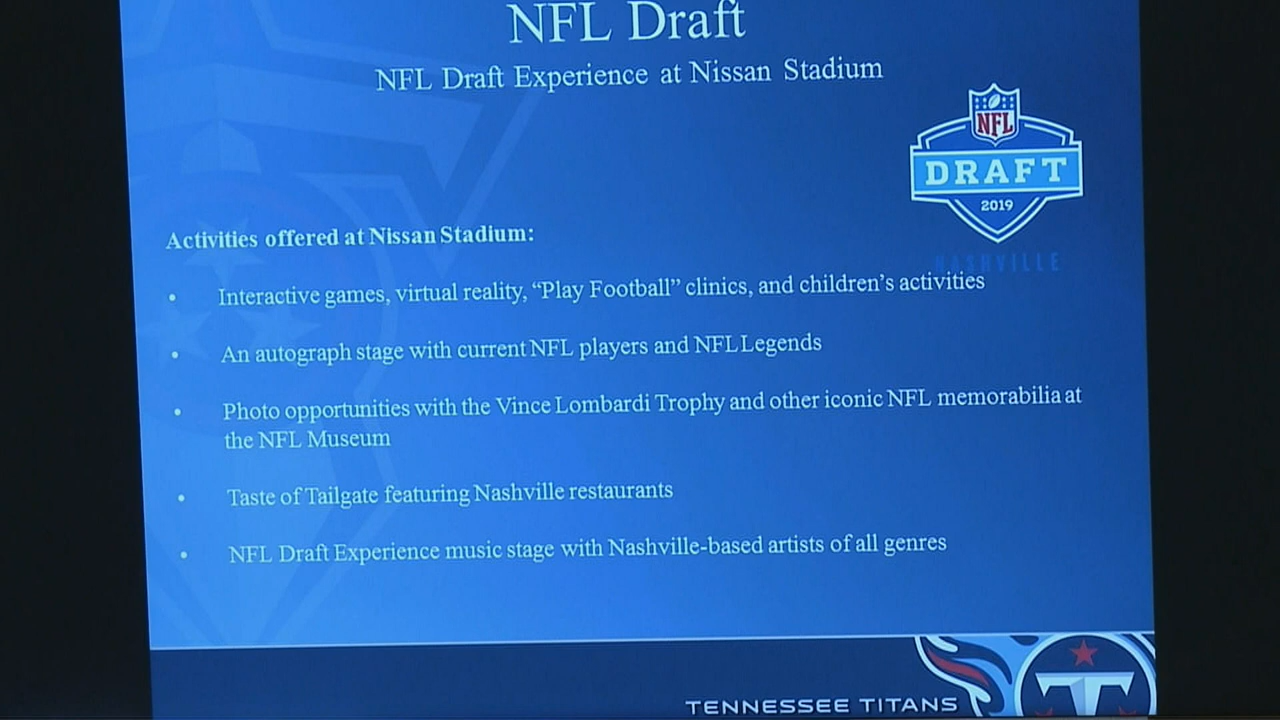 NFL Draft
NFL Draft Experience at Nissan Stadium
NFL
DRAFT
2019
NASHVILLE
Activities offered at Nissan Stadium:
• Interactive games, virtual reality, “Play Football” clinics, and children’s activities
• An autograph stage with current NFL players and NFL Legends
• Photo opportunities with the Vince Lombardi Trophy and other iconic NFL memorabilia at
the NFL Museum
• Taste of Tailgate featuring Nashville restaurants
• NFL Draft Experience music stage with Nashville-based artists of all genres
TENNESSEE TITANS
T